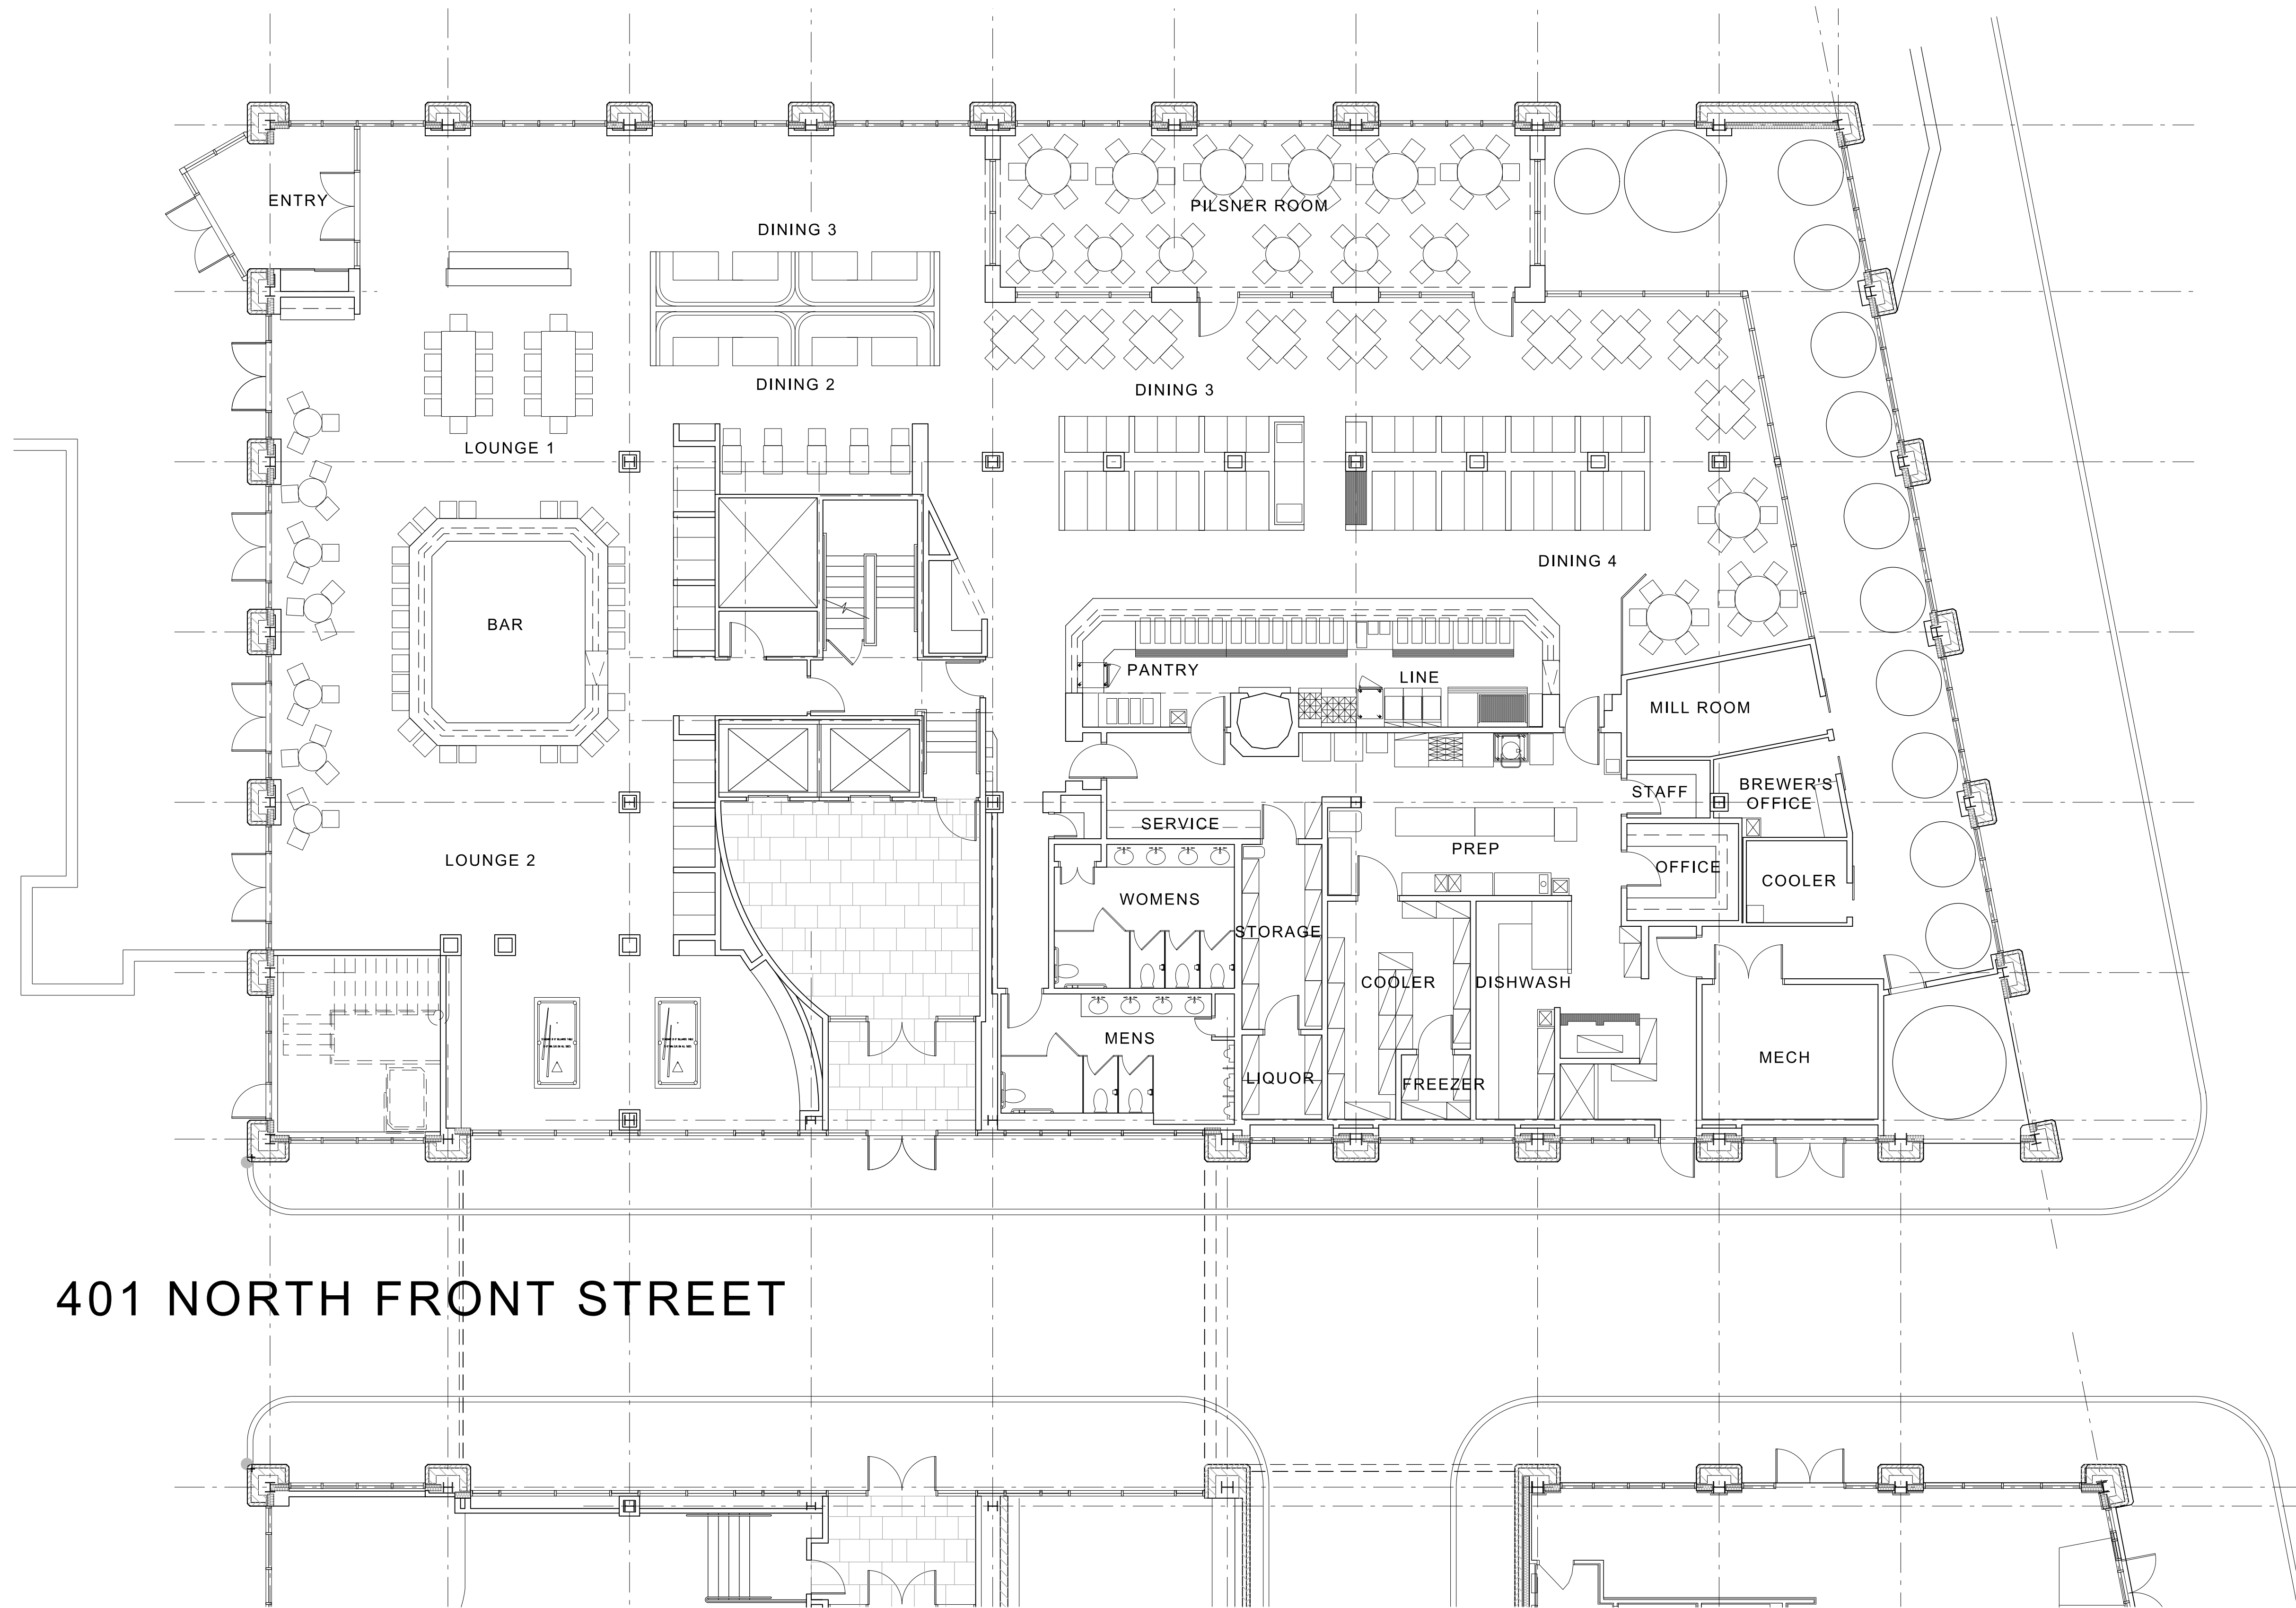 ENTRY
PILSNER ROOM
DINING 3
DINING 2
DINING 3
LOUNGE 1
DINING 4
BAR
PANTRY
LINE
MILL ROOM
STAFF
BREWER'S
OFFICE
SERVICE
PREP
LOUNGE 2
OFFICE
COOLER
WOMENS
STORAGE
COOLER
DISHWASH
MENS
MECH
LIQUOR
FREEZER
401 NORTH FRONT STREET